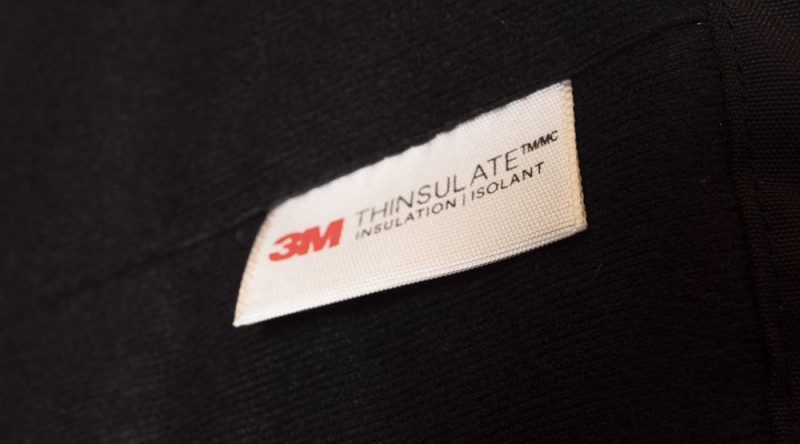 3M THINSULATE™/MC
INSULATION | ISOLANT